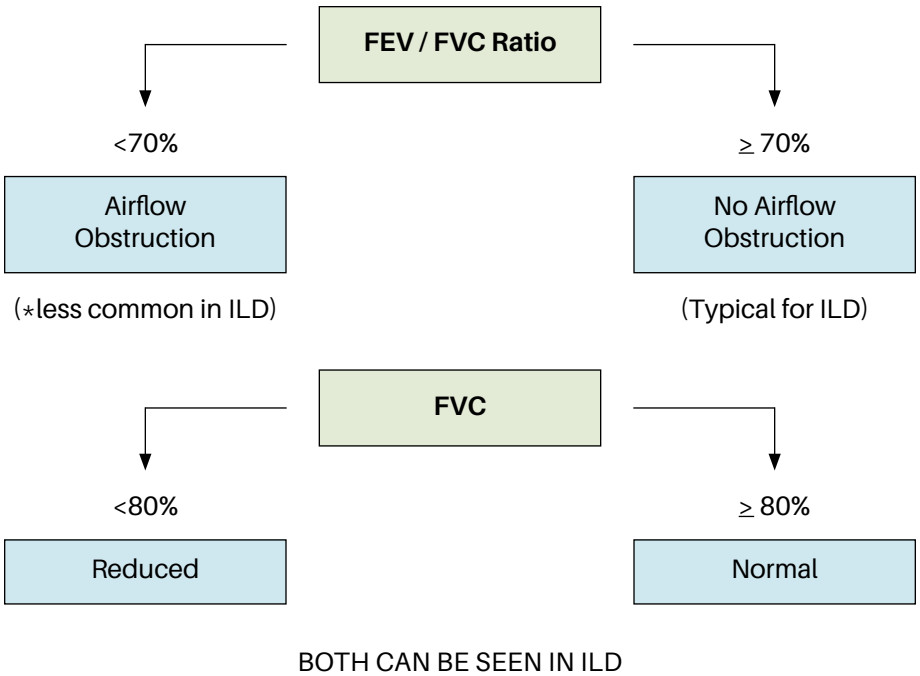 FEV / FVC Ratio
<70%
≥ 70%
Airflow
Obstruction
No Airflow
Obstruction
(*less common in ILD)
(Typical for ILD)
FVC
<80%
≥ 80%
Reduced
Normal
BOTH CAN BE SEEN IN ILD